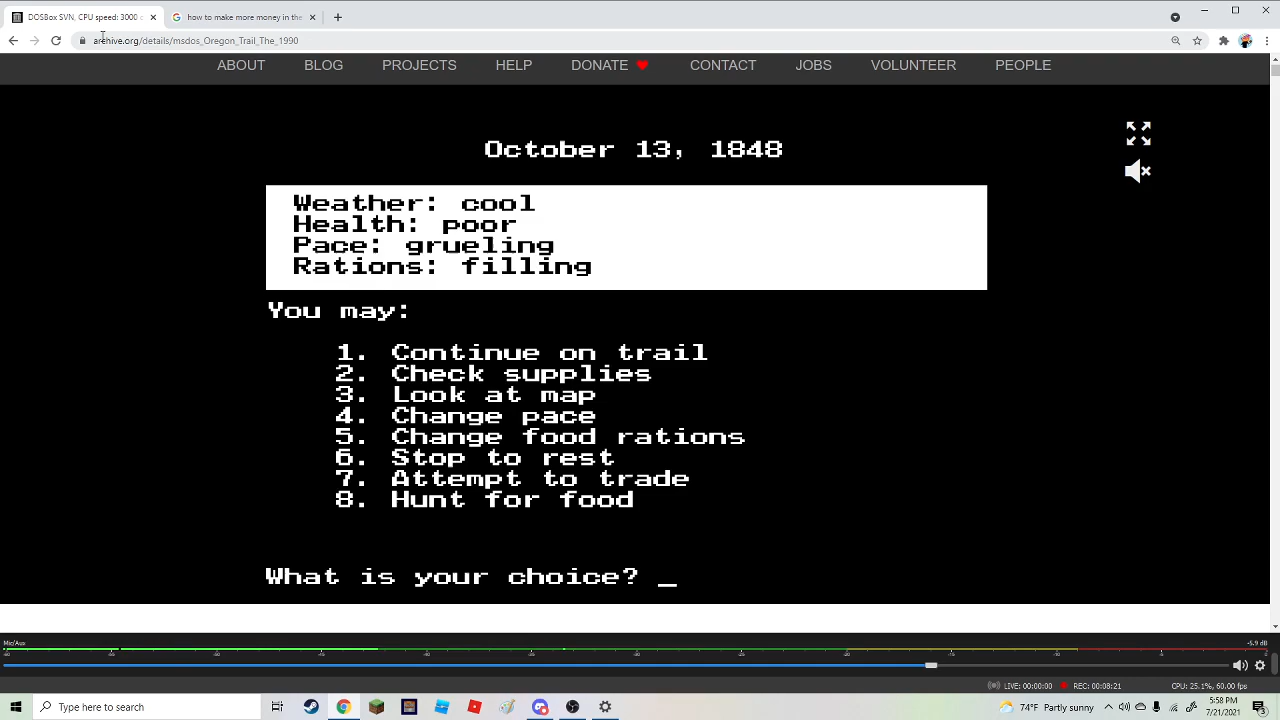 DOSBox SVN, CPU speed: 3000 c
how to make more money in the
archive.org/details/msdos_Oregon_Trail_The_1990
ABOUT BLOG PROJECTS HELP DONATE CONTACT JOBS VOLUNTEER PEOPLE
October 13, 1848
Weather: cool
Health: poor
Pace: grueling
Rations: filling
You may:
1. Continue on trail
2. Check supplies
3. Look at map
4. Change pace
5. Change food rations
6. Stop to rest
7. Attempt to trade
8. Hunt for food
What is your choice? _
Mic/Aux -5.9 dB
LIVE: 00:00:00 REC: 00:08:21 CPU: 25.1%, 60.00 fps
Type here to search
74°F Partly sunny
5:58 PM
7/21/2021